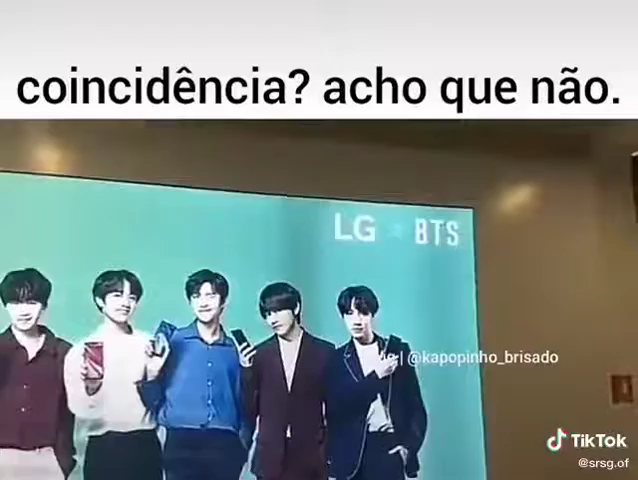 coincidência? acho que não.
LG × BTS
| @kapopinho_brisado
TikTok
@srsg.of